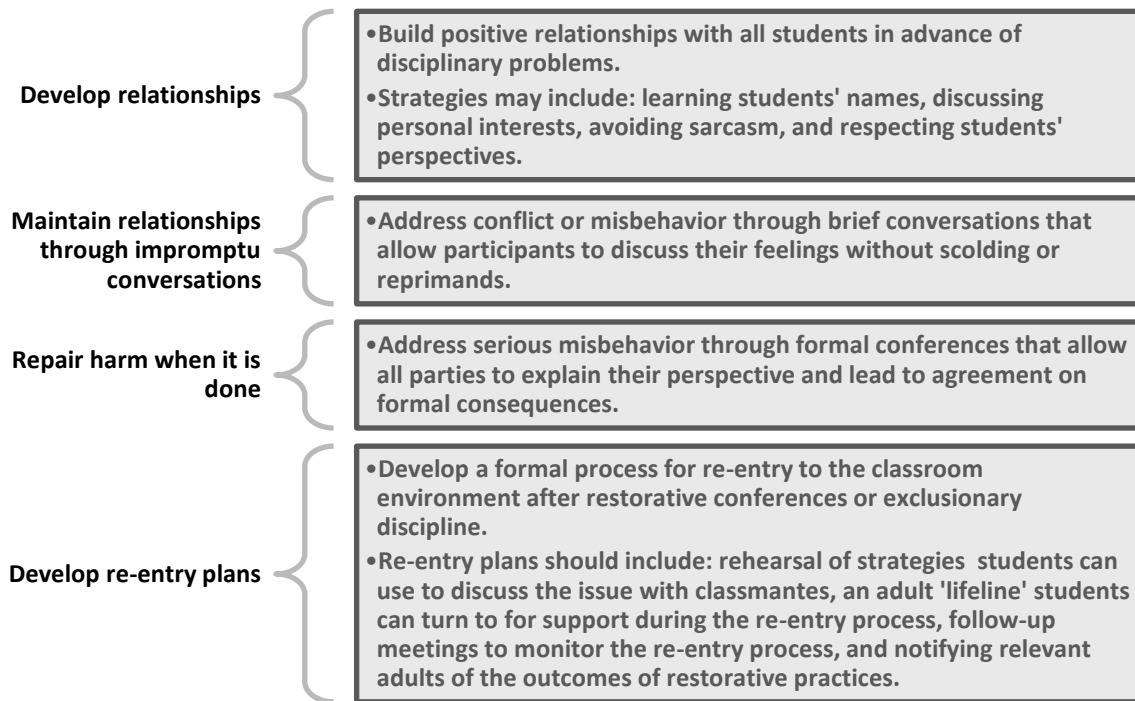 Develop relationships
•Build positive relationships with all students in advance of
disciplinary problems.
•Strategies may include: learning students' names, discussing
personal interests, avoiding sarcasm, and respecting students'
perspectives.
Maintain relationships
through impromptu
conversations
•Address conflict or misbehavior through brief conversations that
allow participants to discuss their feelings without scolding or
reprimands.
Repair harm when it is
done
•Address serious misbehavior through formal conferences that allow
all parties to explain their perspective and lead to agreement on
formal consequences.
Develop re-entry plans
•Develop a formal process for re-entry to the classroom
environment after restorative conferences or exclusionary
discipline.
•Re-entry plans should include: rehearsal of strategies  students can
use to discuss the issue with classmantes, an adult 'lifeline' students
can turn to for support during the re-entry process, follow-up
meetings to monitor the re-entry process, and notifying relevant
adults of the outcomes of restorative practices.